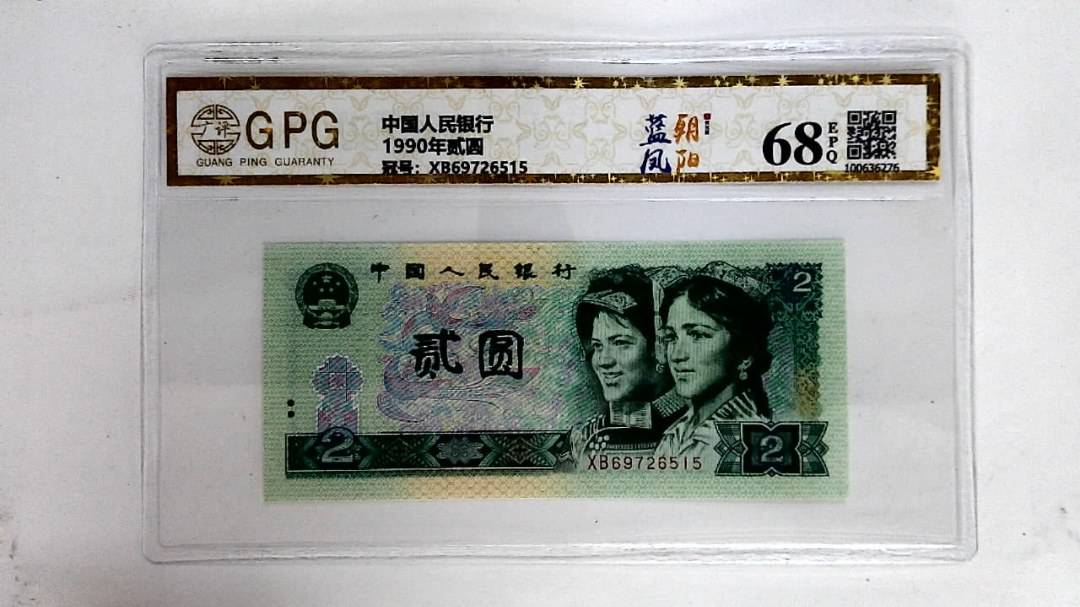 广评
GPG
GUANG PING GUARANTY
中国人民银行
1990年贰圆
冠号：XB69726515
蓝凤
朝阳
68
EPQ
100636276
中国人民银行
2
贰圆
2
XB69726515
2